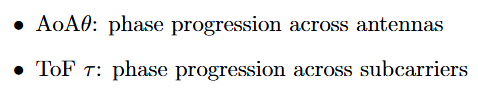 • AoAθ: phase progression across antennas
• ToF τ: phase progression across subcarriers